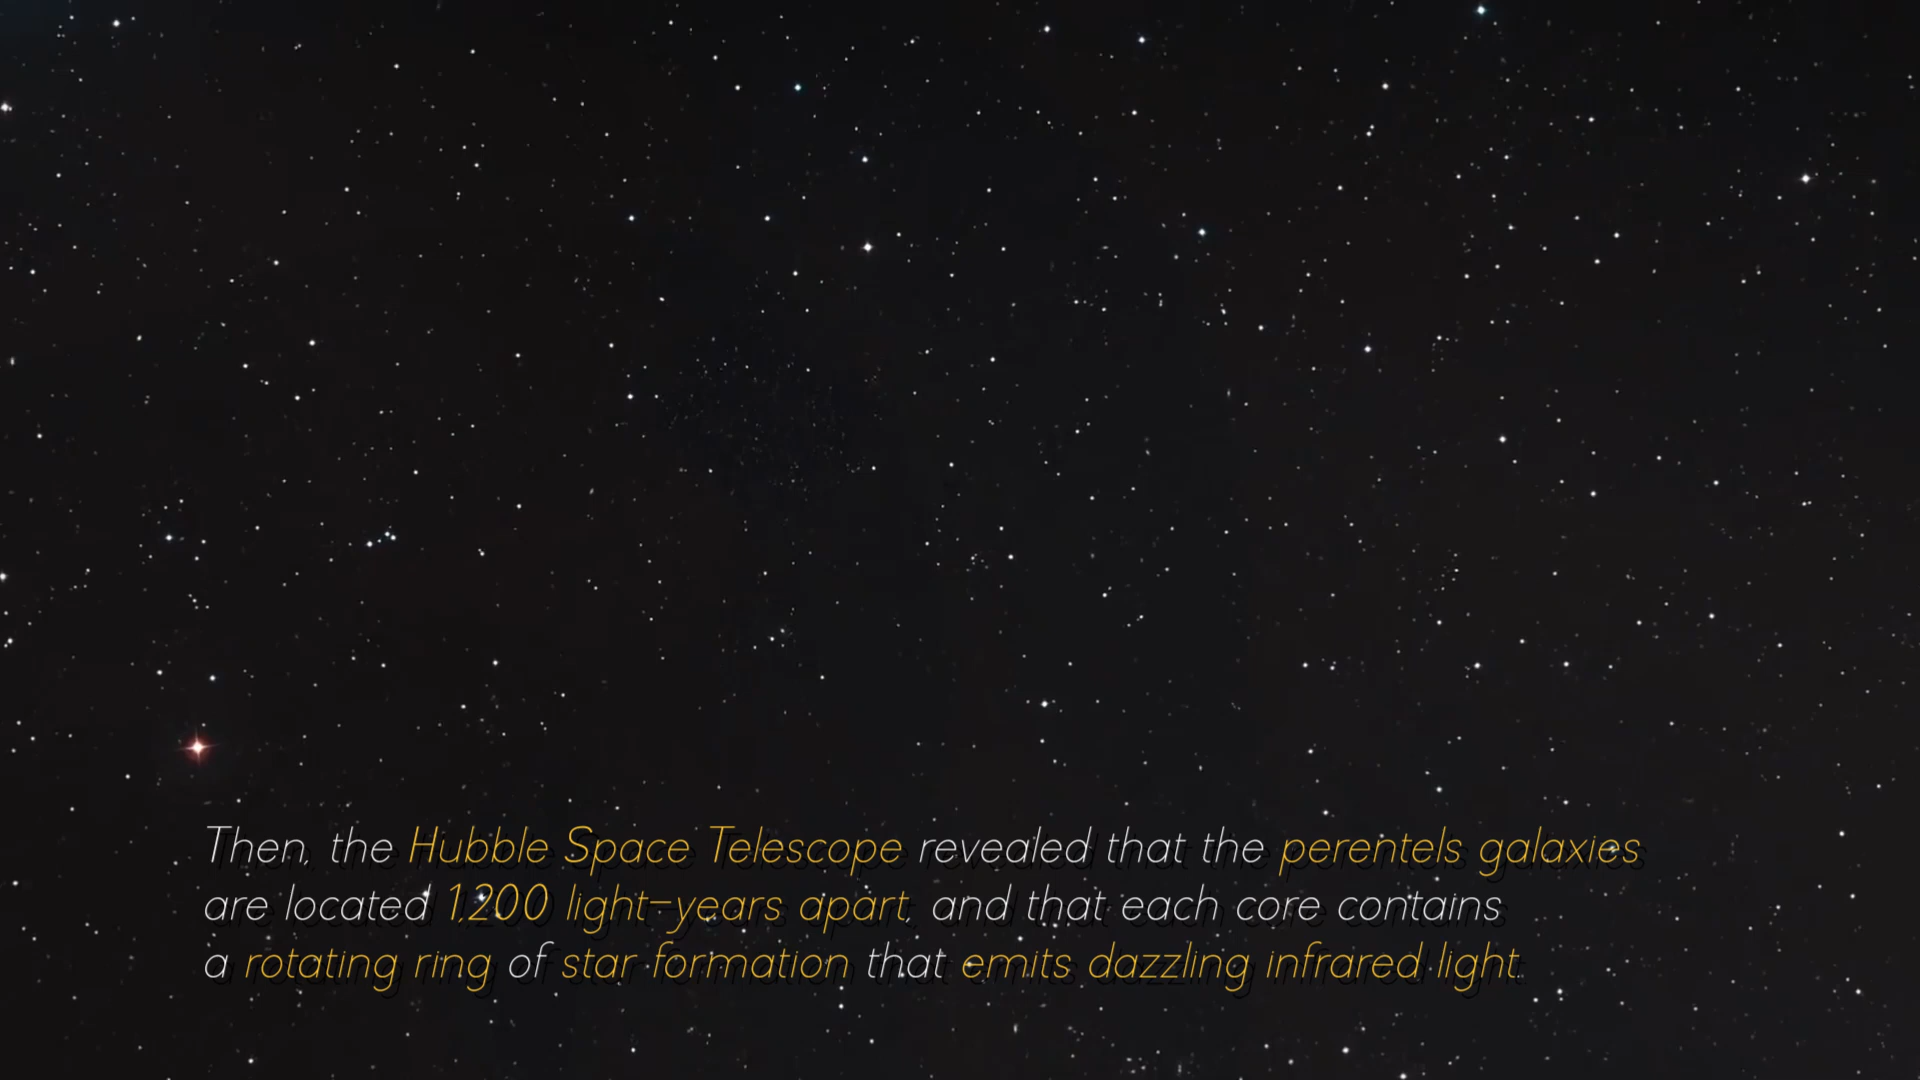 Then, the Hubble Space Telescope revealed that the perentels galaxies
are located 1,200 light-years apart, and that each core contains
a rotating ring of star formation that emits dazzling infrared light.